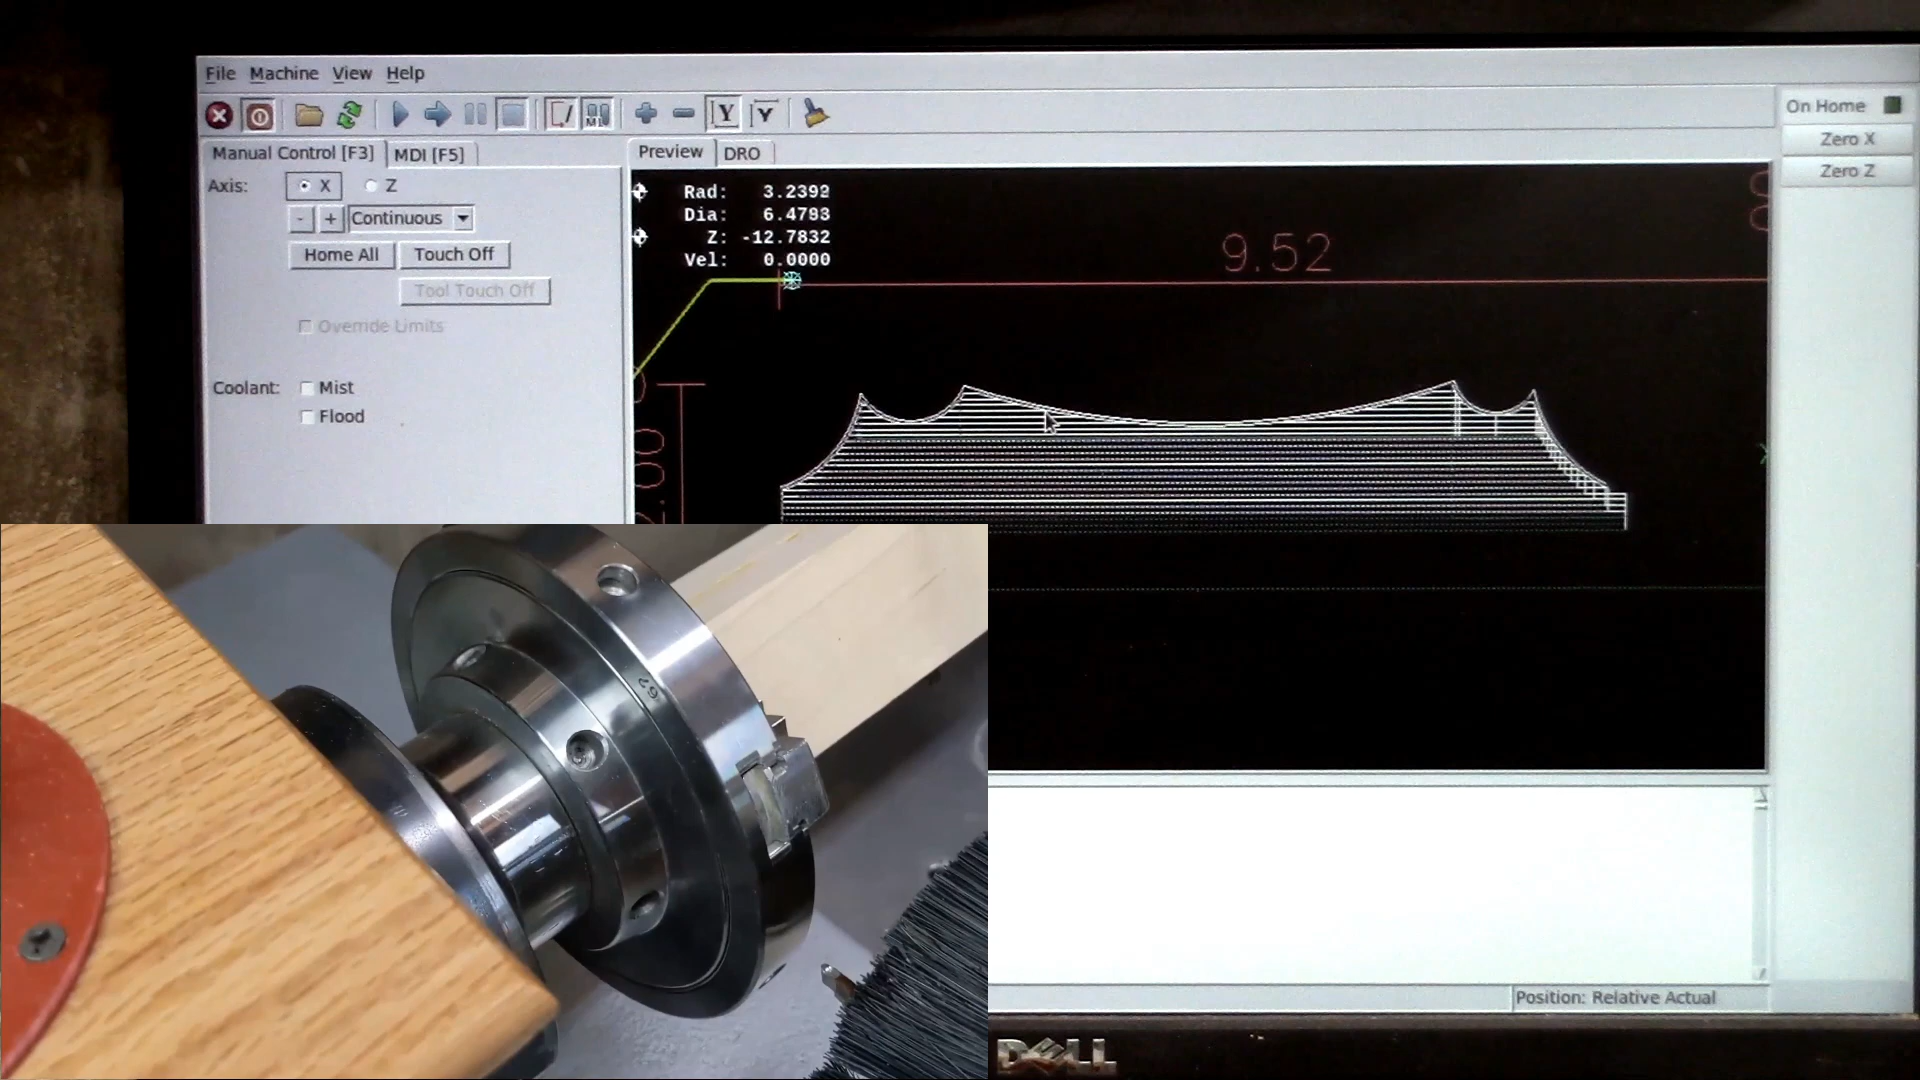 File Machine View Help
On Home
Zero X
Zero Z
Manual Control [F3] MDI [F5]
Preview DRO
Axis: X Z
- + Continuous
Home All Touch Off
Tool Touch Off
Override Limits
Coolant: Mist
Flood
Rad: 3.2392
Dia: 6.4793
Z: -12.7832
Vel: 0.0000
9.52
Position: Relative Actual
67
DELL